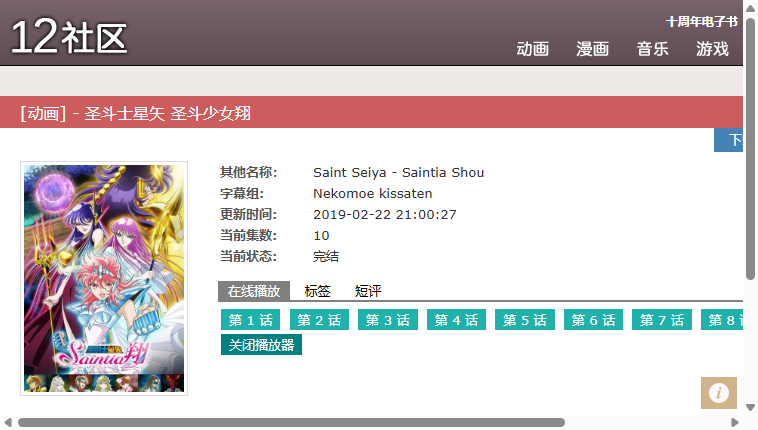 12社区
十周年电子书
动画 漫画 音乐 游戏
[动画] - 圣斗士星矢 圣斗少女翔
其他名称: Saint Seiya - Saintia Shou
字幕组: Nekomoe kissaten
更新时间: 2019-02-22 21:00:27
当前集数: 10
当前状态: 完结
在线播放 标签 短评
第 1 话 第 2 话 第 3 话 第 4 话 第 5 话 第 6 话 第 7 话 第 8
关闭播放器
Saintia翔